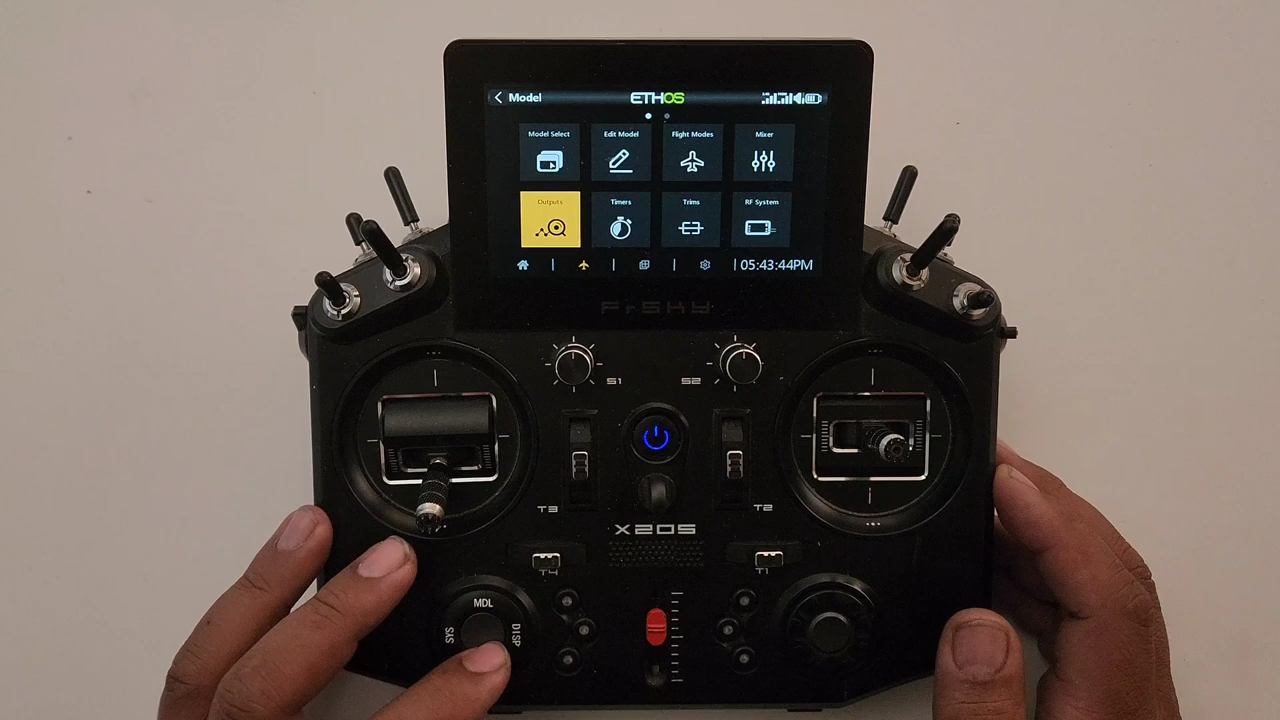 Model
ETHOS
Model Select
Edit Model
Flight Modes
Mixer
Outputs
Timers
Trims
RF System
05:43:44PM
FrSKY
S1
S2
T3
T2
X20S
T4
T1
MDL
SYS
DISP